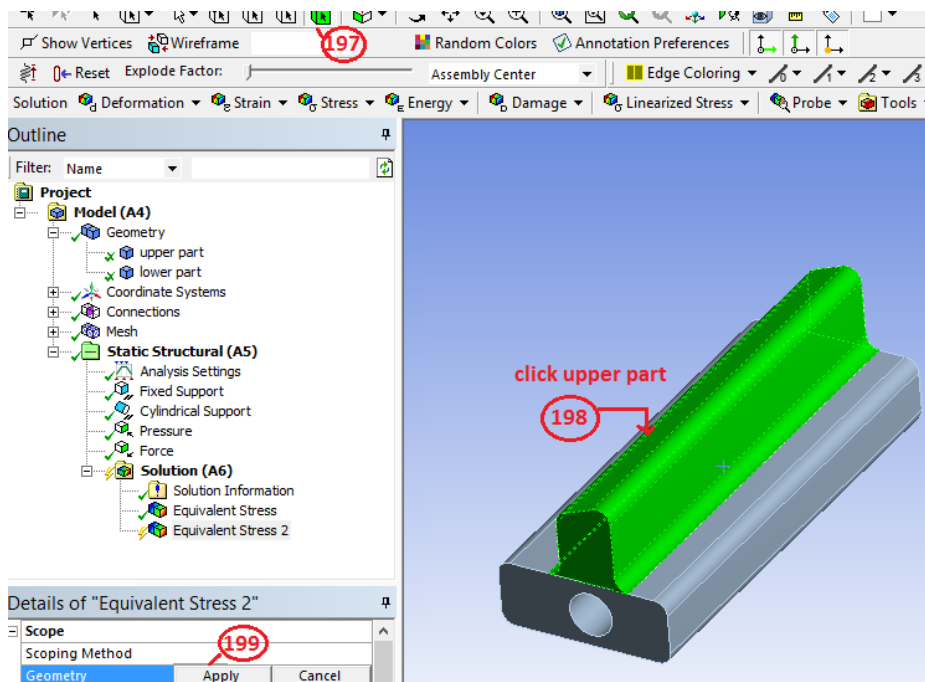 Show Vertices Wireframe 197 Random Colors Annotation Preferences
Reset Explode Factor: Assembly Center Edge Coloring
Solution Deformation Strain Stress Energy Damage Linearized Stress Probe Tools
Outline
Filter: Name
Project
Model (A4)
Geometry
upper part
lower part
Coordinate Systems
Connections
Mesh
Static Structural (A5)
Analysis Settings
Fixed Support
Cylindrical Support
Pressure
Force
Solution (A6)
Solution Information
Equivalent Stress
Equivalent Stress 2
click upper part
198
Details of "Equivalent Stress 2"
Scope
Scoping Method
199
Geometry Apply Cancel